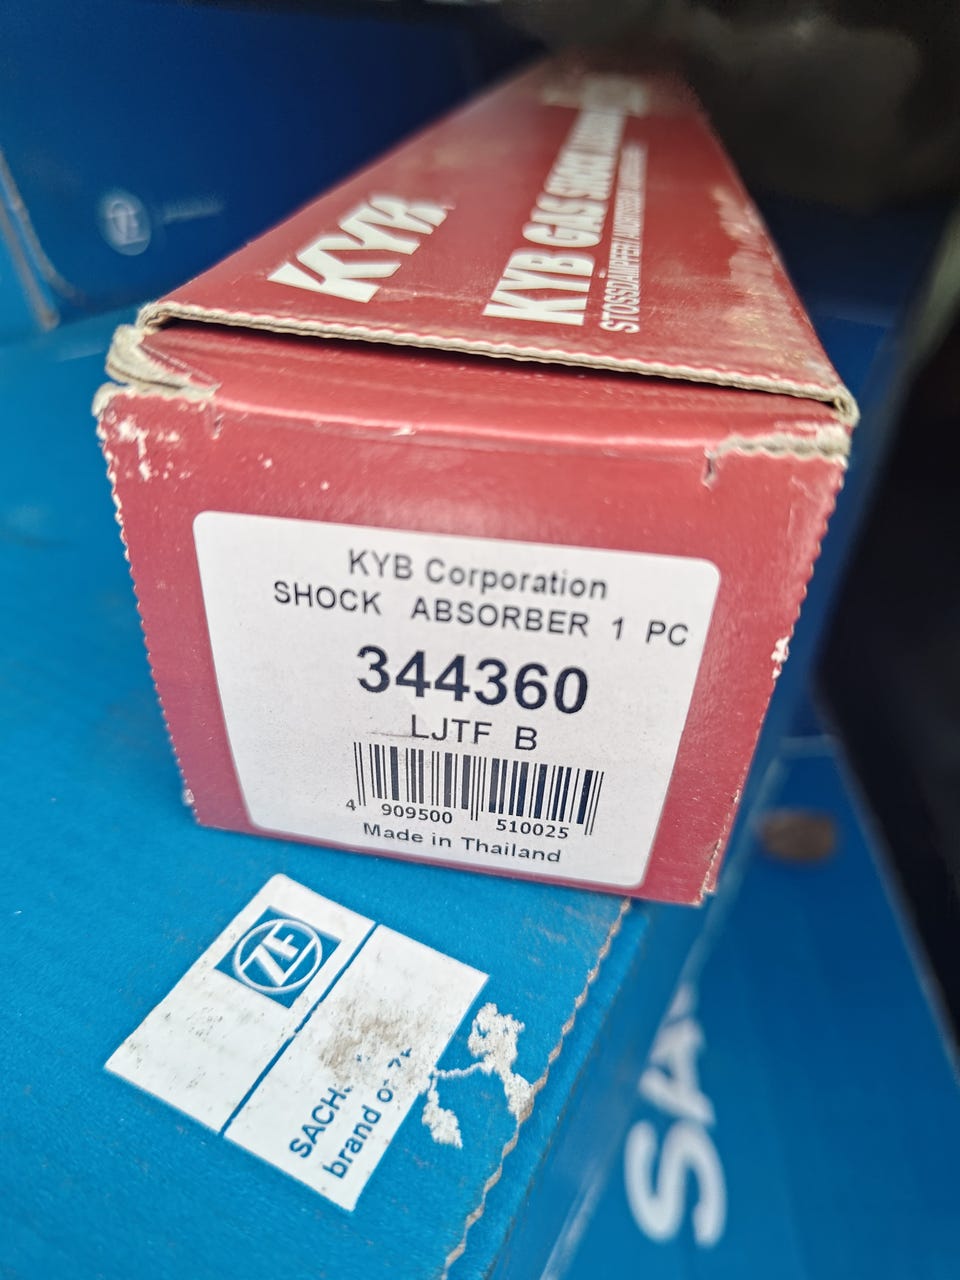 KYB
KYB GAS SHOCK
STOSSDÄMPFER/
KYB Corporation
SHOCK ABSORBER 1 PC
344360
LJTF B
4 909500 510025
Made in Thailand
ZF
brand of